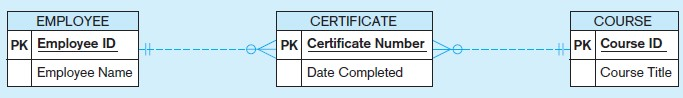 EMPLOYEE
PK Employee ID
Employee Name
CERTIFICATE
PK Certificate Number
Date Completed
COURSE
PK Course ID
Course Title